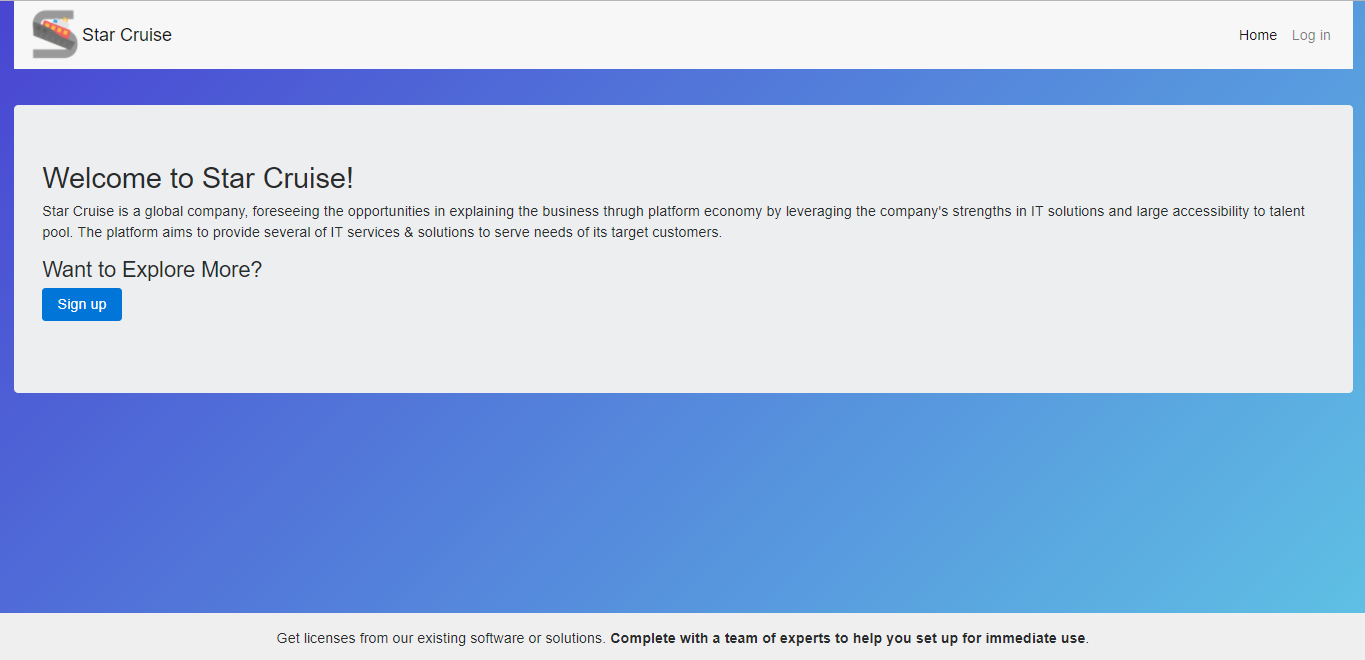 Star Cruise
Home
Log in
Welcome to Star Cruise!
Star Cruise is a global company, foreseeing the opportunities in explaining the business thrugh platform economy by leveraging the company's strengths in IT solutions and large accessibility to talent
pool. The platform aims to provide several of IT services & solutions to serve needs of its target customers.
Want to Explore More?
Sign up
Get licenses from our existing software or solutions. Complete with a team of experts to help you set up for immediate use.